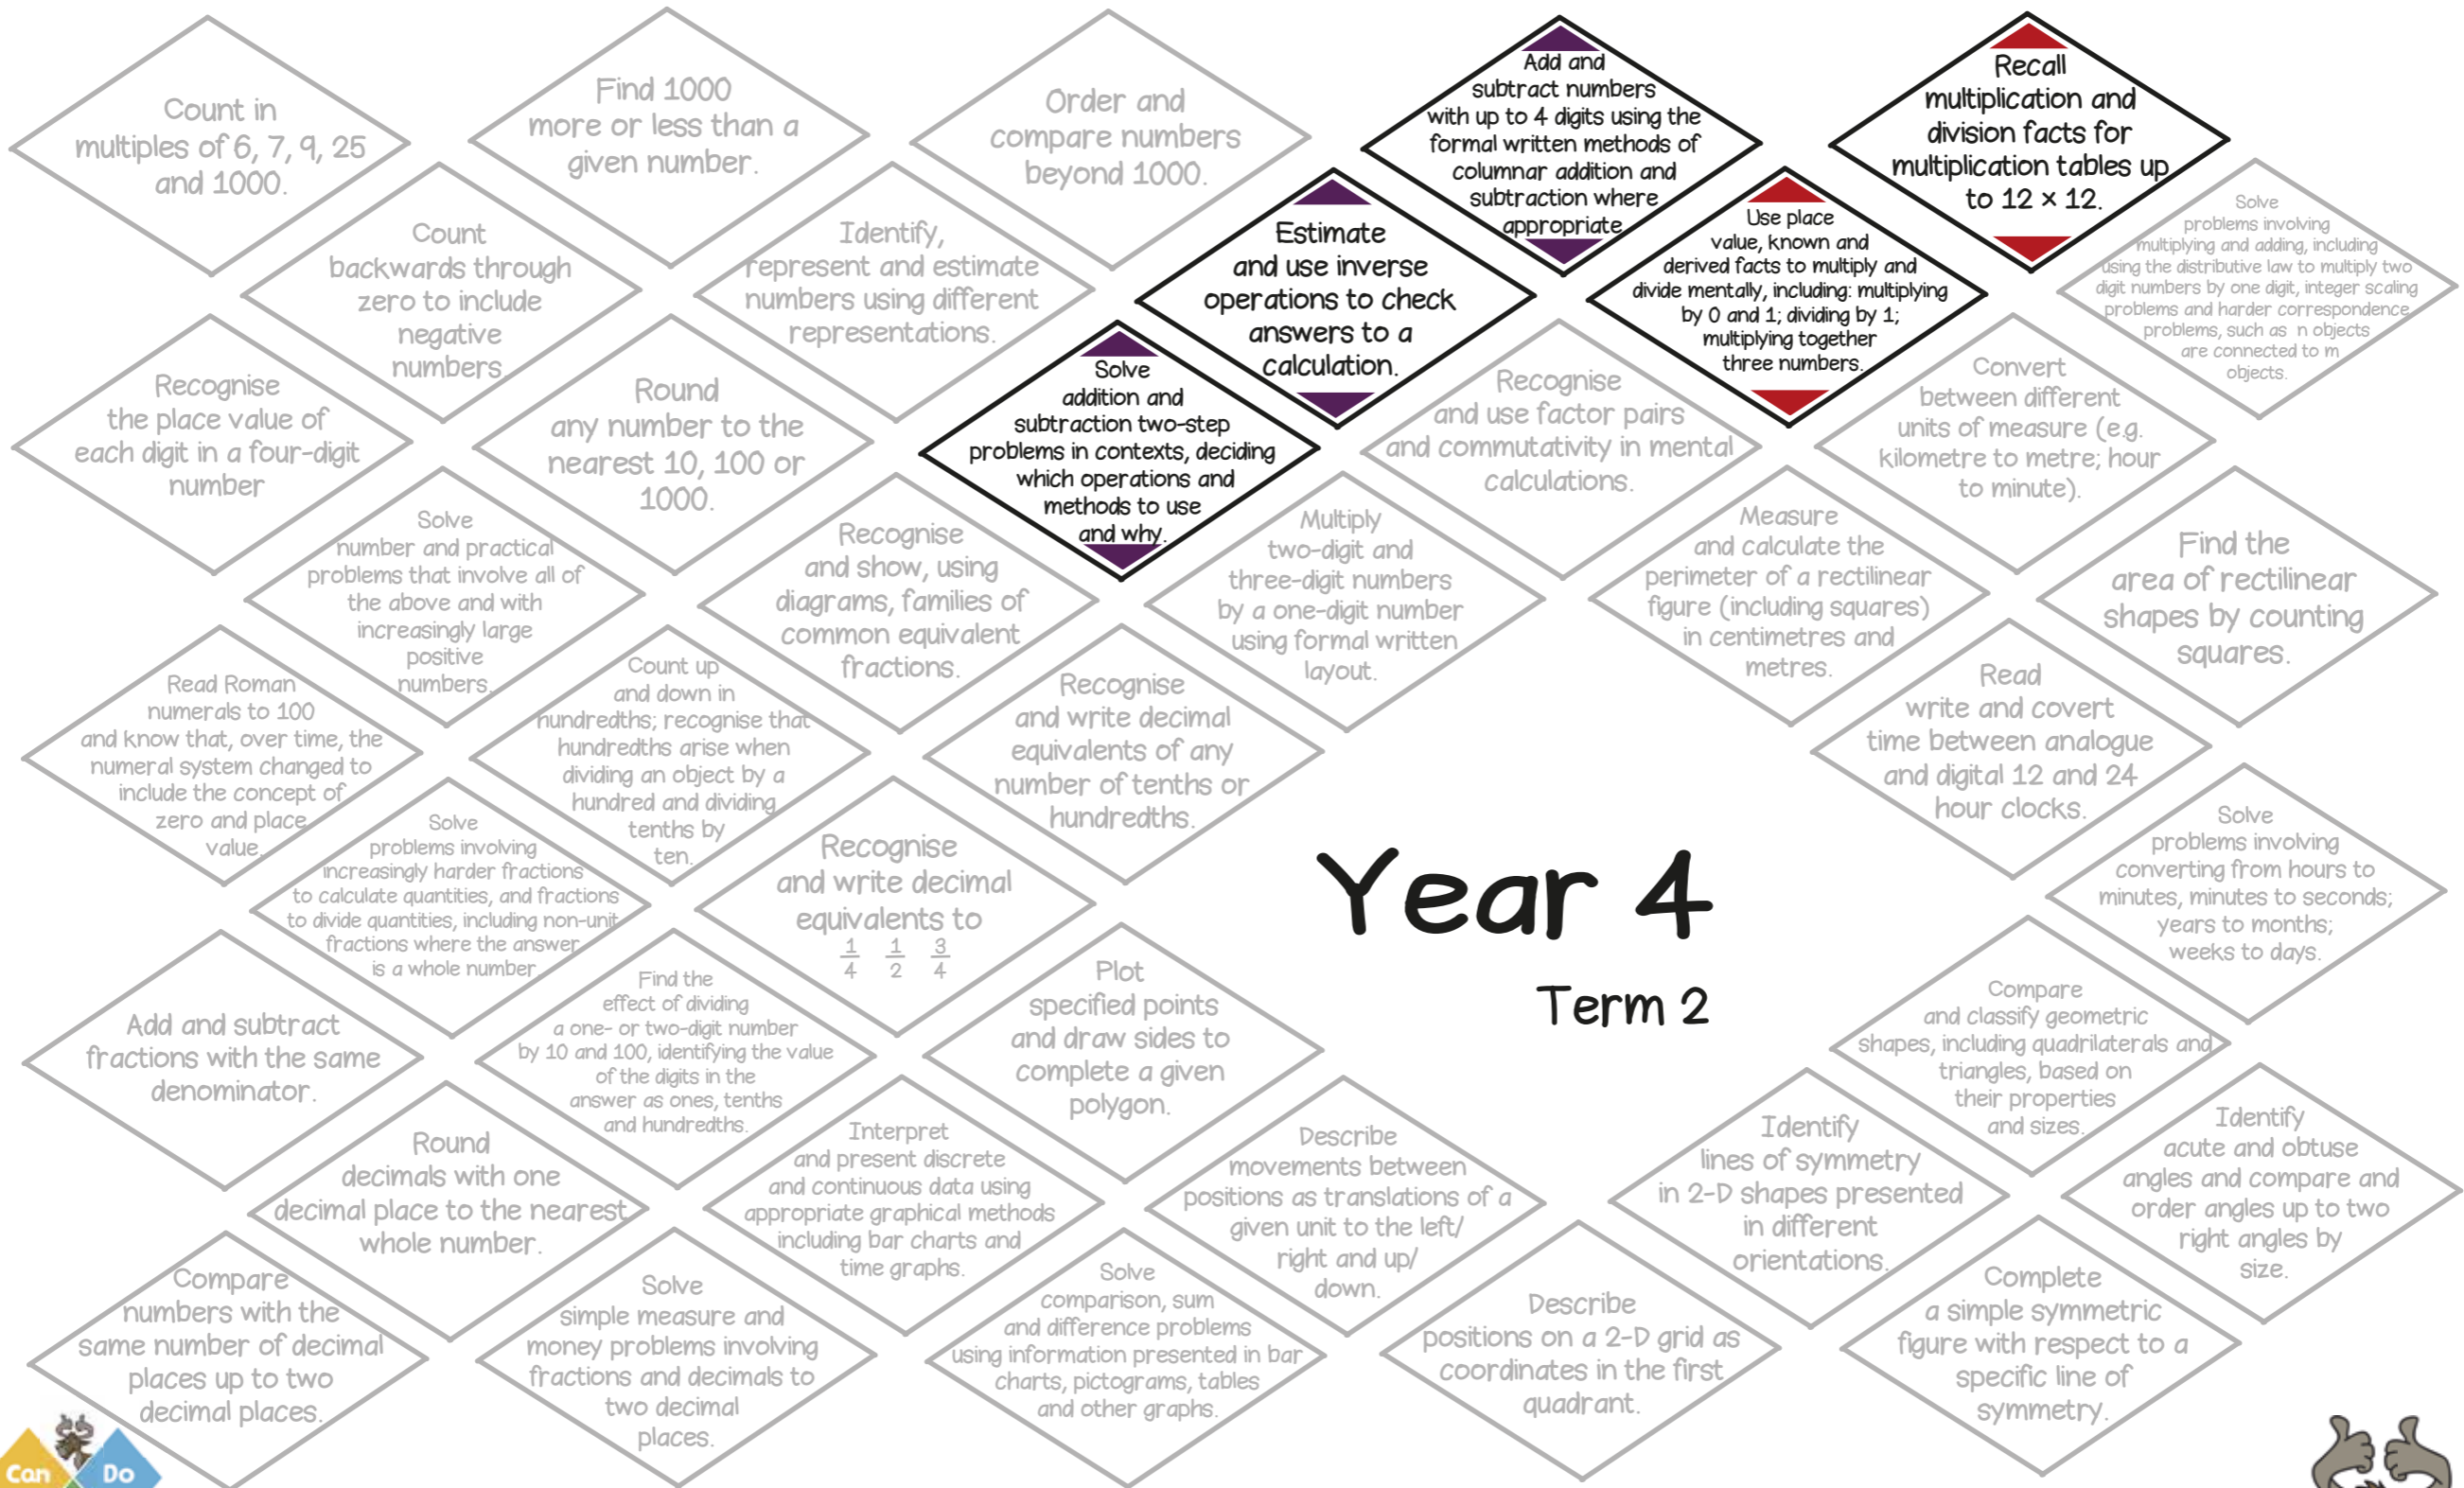 Count in
multiples of 6, 7, 9, 25
and 1000.
Find 1000
more or less than a
given number.
Order and
compare numbers
beyond 1000.
Add and
subtract numbers
with up to 4 digits using the
formal written methods of
columnar addition and
subtraction where
appropriate
Recall
multiplication and
division facts for
multiplication tables up
to 12 × 12.
Count
backwards through
zero to include
negative
numbers
Identify,
represent and estimate
numbers using different
representations.
Estimate
and use inverse
operations to check
answers to a
calculation.
Use place
value, known and
derived facts to multiply and
divide mentally, including: multiplying
by 0 and 1; dividing by 1;
multiplying together
three numbers.
Solve
problems involving
multiplying and adding, including
using the distributive law to multiply two
digit numbers by one digit, integer scaling
problems and harder correspondence
problems, such as n objects
are connected to m
objects.
Recognise
the place value of
each digit in a four-digit
number
Round
any number to the
nearest 10, 100 or
1000.
Solve
addition and
subtraction two-step
problems in contexts, deciding
which operations and
methods to use
and why.
Recognise
and use factor pairs
and commutativity in mental
calculations.
Convert
between different
units of measure (e.g.
kilometre to metre; hour
to minute).
Solve
number and practical
problems that involve all of
the above and with
increasingly large
positive
numbers.
Recognise
and show, using
diagrams, families of
common equivalent
fractions.
Multiply
two-digit and
three-digit numbers
by a one-digit number
using formal written
layout.
Measure
and calculate the
perimeter of a rectilinear
figure (including squares)
in centimetres and
metres.
Find the
area of rectilinear
shapes by counting
squares.
Read Roman
numerals to 100
and know that, over time, the
numeral system changed to
include the concept of
zero and place
value.
Count up
and down in
hundredths; recognise that
hundredths arise when
dividing an object by a
hundred and dividing
tenths by
ten.
Recognise
and write decimal
equivalents of any
number of tenths or
hundredths.
Read
write and covert
time between analogue
and digital 12 and 24
hour clocks.
Solve
problems involving
increasingly harder fractions
to calculate quantities, and fractions
to divide quantities, including non-unit
fractions where the answer
is a whole number.
Recognise
and write decimal
equivalents to
1/4 1/2 3/4
Year 4
Term 2
Solve
problems involving
converting from hours to
minutes, minutes to seconds;
years to months;
weeks to days.
Add and subtract
fractions with the same
denominator.
Find the
effect of dividing
a one- or two-digit number
by 10 and 100, identifying the value
of the digits in the
answer as ones, tenths
and hundredths.
Plot
specified points
and draw sides to
complete a given
polygon.
Compare
and classify geometric
shapes, including quadrilaterals and
triangles, based on
their properties
and sizes.
Round
decimals with one
decimal place to the nearest
whole number.
Interpret
and present discrete
and continuous data using
appropriate graphical methods
including bar charts and
time graphs.
Describe
movements between
positions as translations of a
given unit to the left/
right and up/
down.
Identify
lines of symmetry
in 2-D shapes presented
in different
orientations.
Identify
acute and obtuse
angles and compare and
order angles up to two
right angles by
size.
Compare
numbers with the
same number of decimal
places up to two
decimal places.
Solve
simple measure and
money problems involving
fractions and decimals to
two decimal
places.
Solve
comparison, sum
and difference problems
using information presented in bar
charts, pictograms, tables
and other graphs.
Describe
positions on a 2-D grid as
coordinates in the first
quadrant.
Complete
a simple symmetric
figure with respect to a
specific line of
symmetry.
Can Do